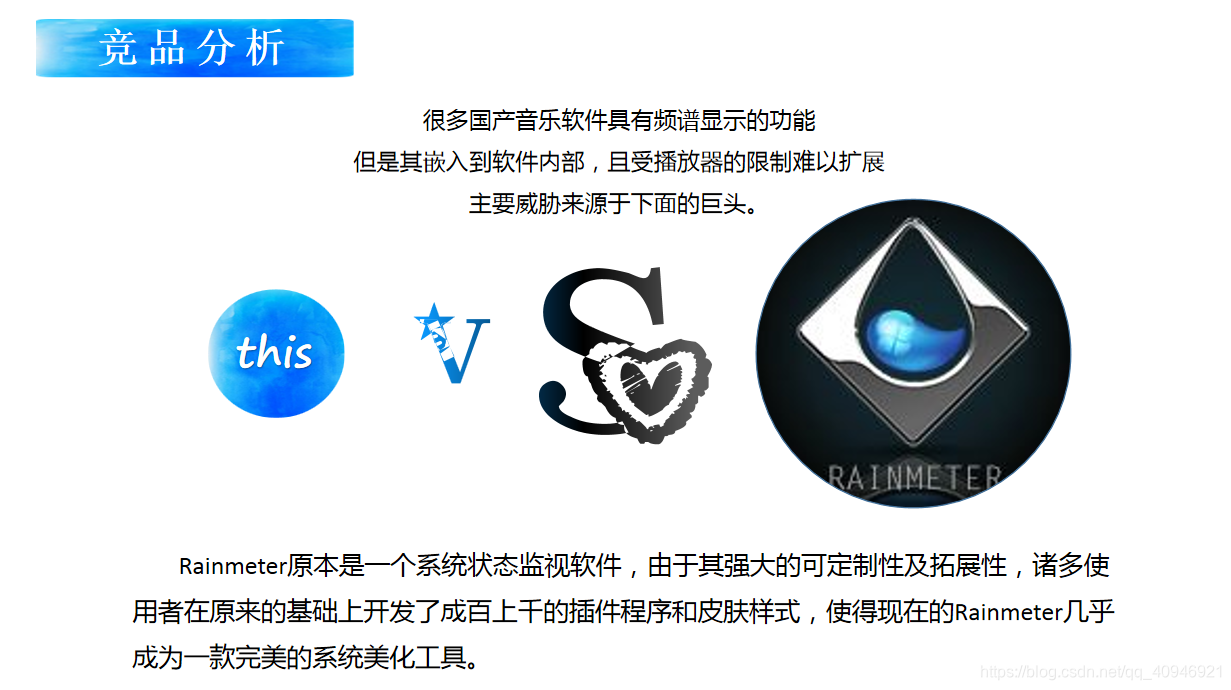 竞品分析
很多国产音乐软件具有频谱显示的功能
但是其嵌入到软件内部，且受播放器的限制难以扩展
主要威胁来源于下面的巨头。
this
V
S
RAINMETER
Rainmeter原本是一个系统状态监视软件，由于其强大的可定制性及拓展性，诸多使
用者在原来的基础上开发了成百上千的插件程序和皮肤样式，使得现在的Rainmeter几乎
成为一款完美的系统美化工具。
https://blog.csdn.net/qq_40946921